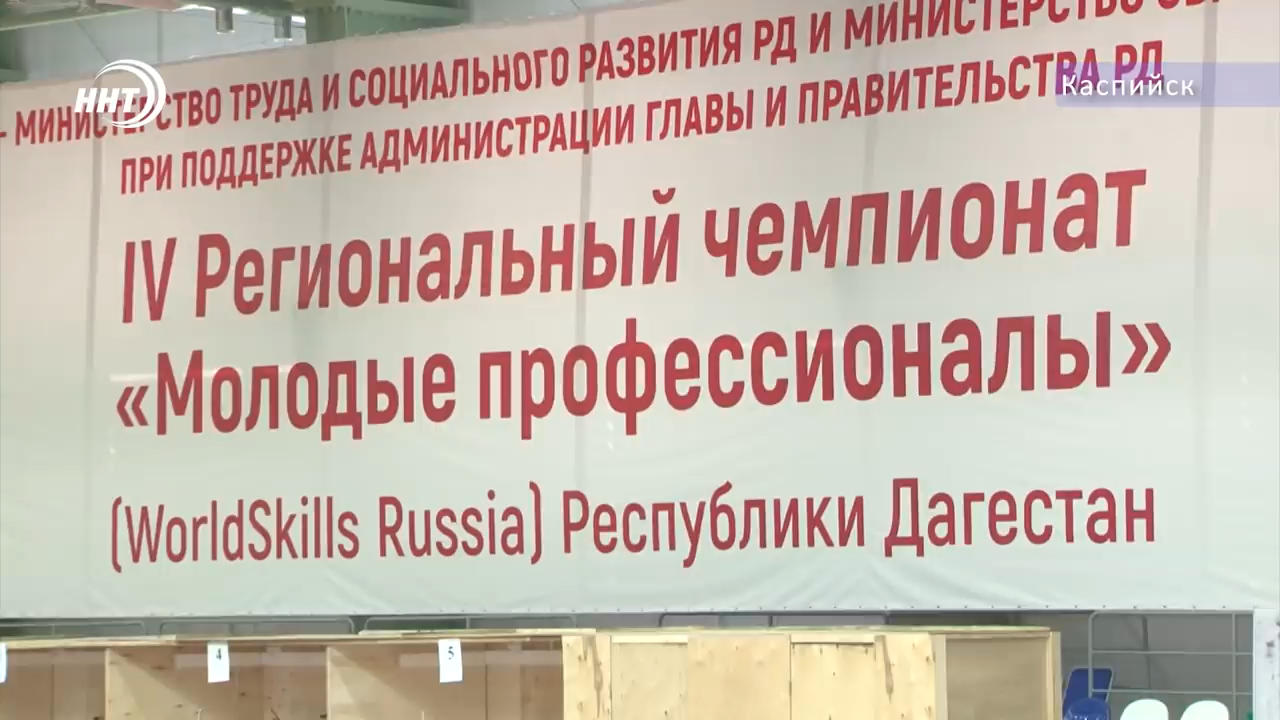 - МИНИСТЕРСТВО ТРУДА И СОЦИАЛЬНОГО РАЗВИТИЯ РД И МИНИСТЕРСТВО
ПРИ ПОДДЕРЖКЕ АДМИНИСТРАЦИИ ГЛАВЫ И ПРАВИТЕЛЬСТВА РД
ННТ
Каспийск
IV Региональный чемпионат
«Молодые профессионалы»
(WorldSkills Russia) Республики Дагестан
4
5